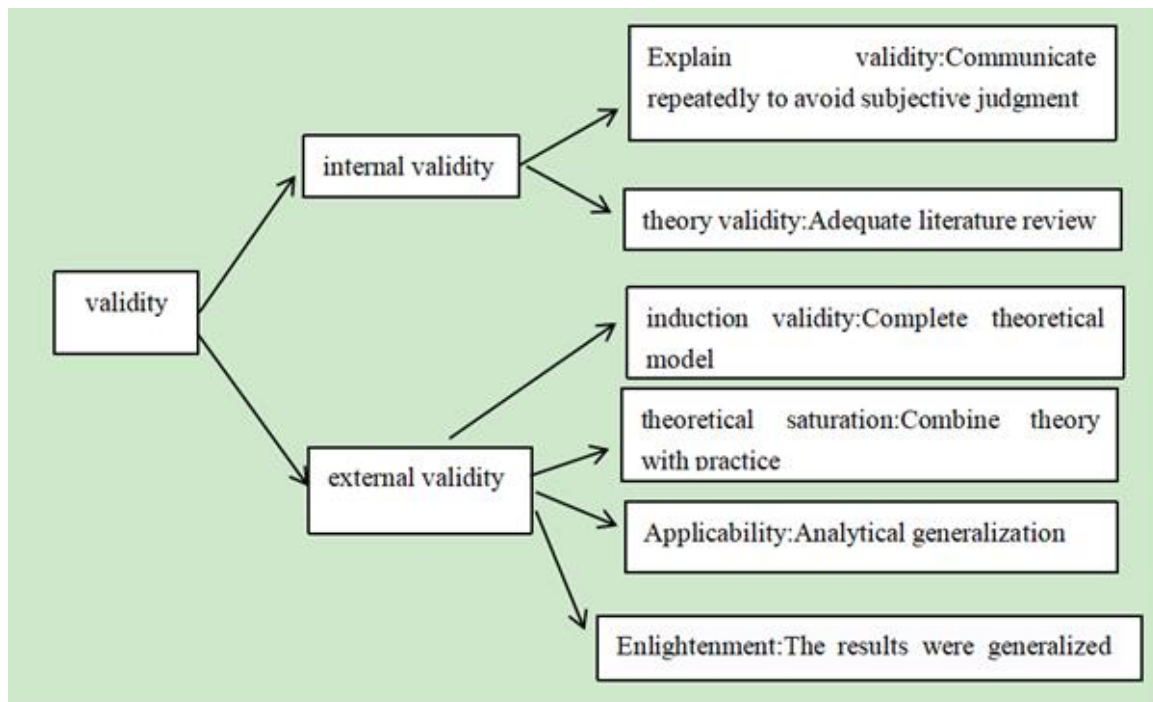 Explain validity:Communicate
repeatedly to avoid subjective judgment
internal validity
theory validity:Adequate literature review
validity
induction validity:Complete theoretical
model
theoretical saturation:Combine theory
with practice
external validity
Applicability:Analytical generalization
Enlightenment:The results were generalized